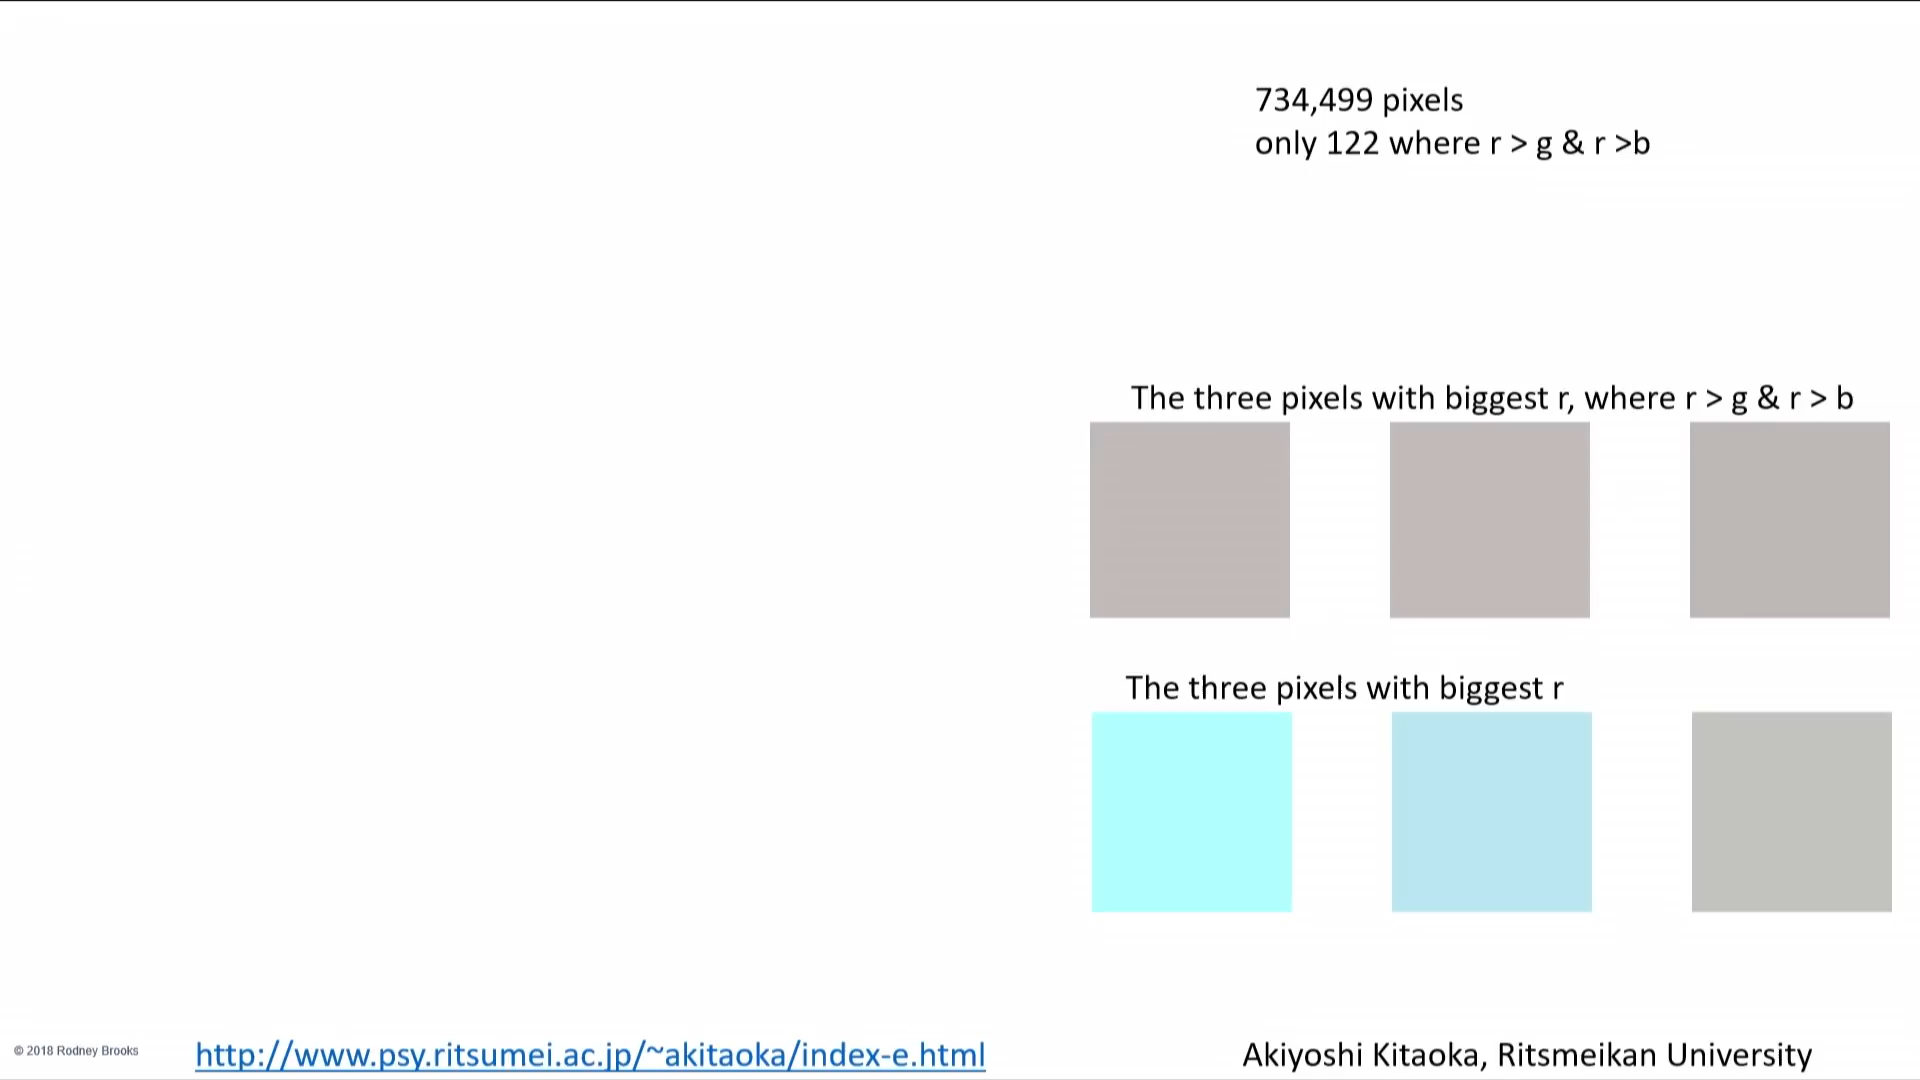 734,499 pixels
only 122 where r > g & r >b
The three pixels with biggest r, where r > g & r > b
The three pixels with biggest r
© 2018 Rodney Brooks
http://www.psy.ritsumei.ac.jp/~akitaoka/index-e.html
Akiyoshi Kitaoka, Ritsmeikan University